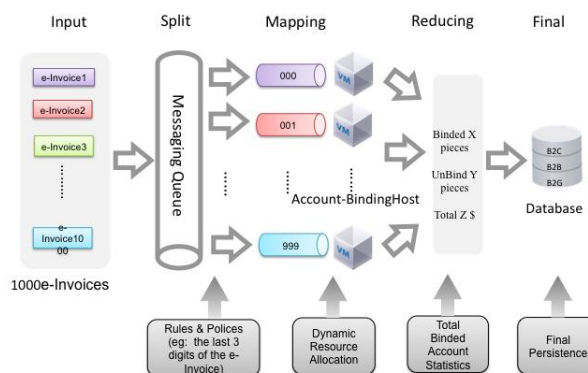 Input
Split
Mapping
Reducing
Final
e-Invoice1
e-Invoice2
e-Invoice3
......
e-
Invoice10
00
1000e-Invoices
Messaging Queue
000
VM
001
VM
......
......
......
Account-BindingHost
999
VM
Binded X
pieces
UnBind Y
pieces
Total Z $
B2C
B2B
B2G
Database
Rules & Polices
(eg:  the last 3
digits of the e-
Invoice)
Dynamic
Resource
Allocation
Total
Binded
Account
Statistics
Final
Persistence